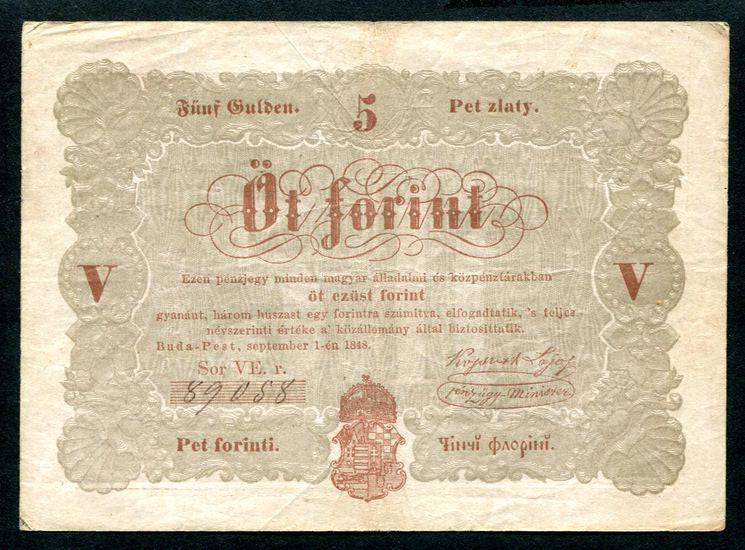 Fünf Gulden. 5 Pet zlaty.
Öt forint
V V
Ezen pénzjegy minden magyar álladalmi és közpénztárakban
öt ezüst forint
gyanánt, három huszast egy forintra számítva, elfogadtatik, 's teljes
névszerinti értéke a' közállomány által biztosittatik.
Buda-Pest, september 1-én 1848.
Sor VE. r.
89058
Kossuth Lajos
pénzügy-Minister
Pet forinti. Чінчĭ флорінĭ.